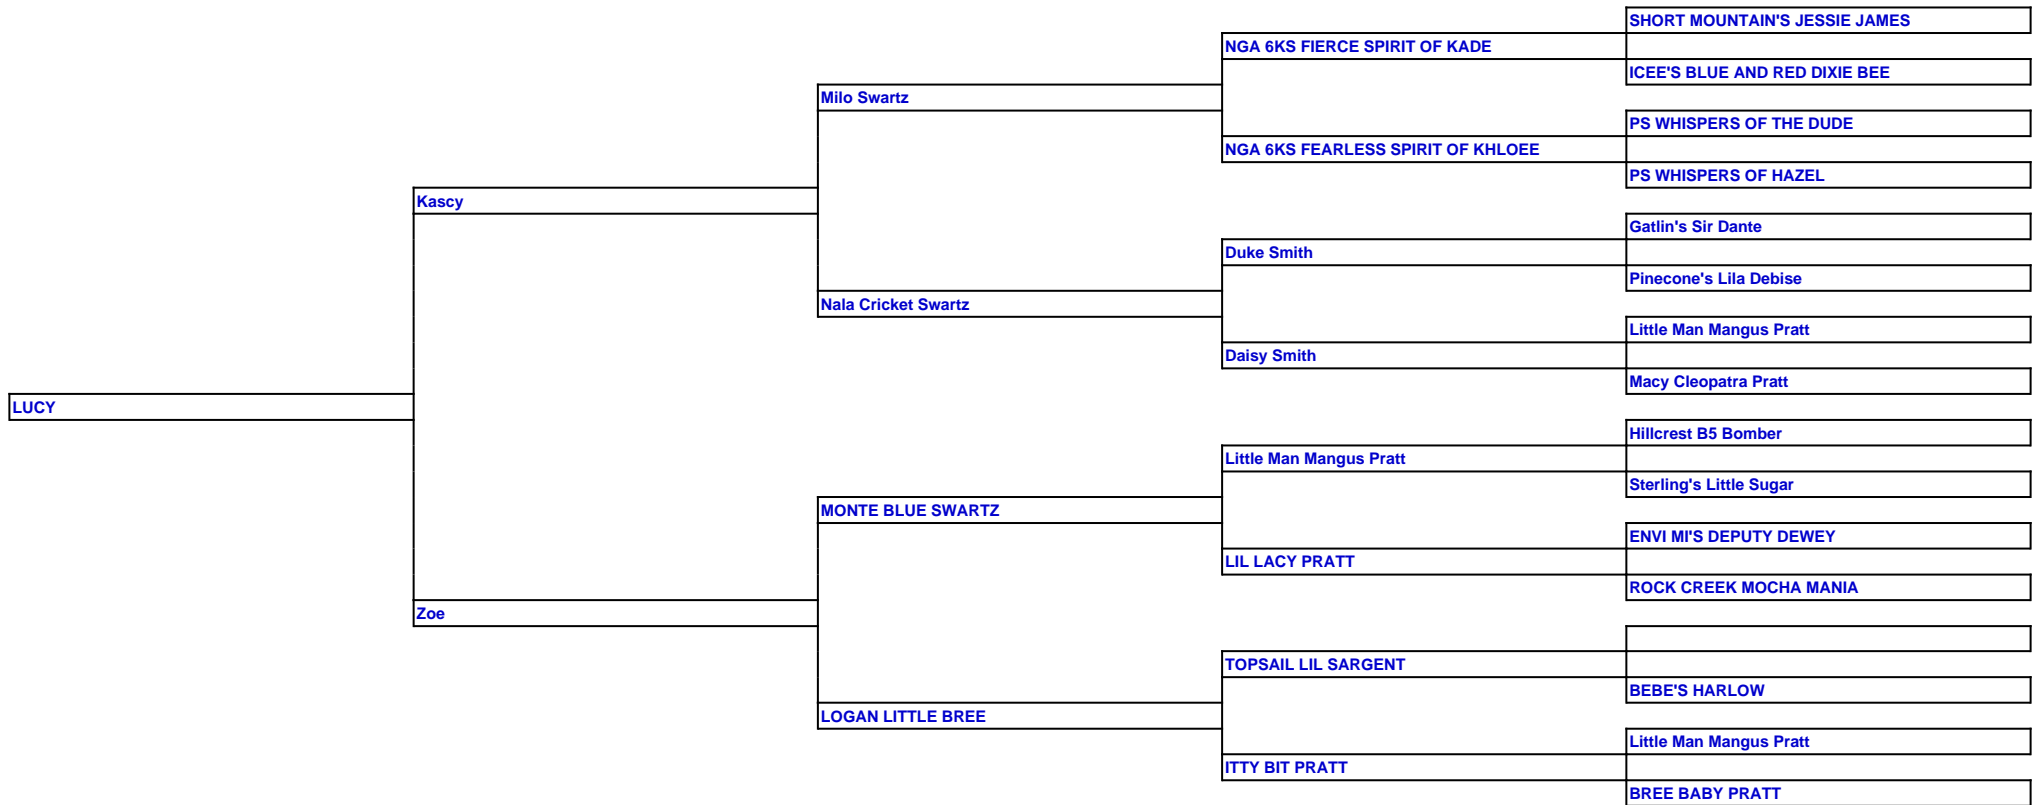 SHORT MOUNTAIN'S JESSIE JAMES
NGA 6KS FIERCE SPIRIT OF KADE
ICEE'S BLUE AND RED DIXIE BEE
Milo Swartz
PS WHISPERS OF THE DUDE
NGA 6KS FEARLESS SPIRIT OF KHLOEE
PS WHISPERS OF HAZEL
Kascy
Gatlin's Sir Dante
Duke Smith
Pinecone's Lila Debise
Nala Cricket Swartz
Little Man Mangus Pratt
Daisy Smith
Macy Cleopatra Pratt
LUCY
Hillcrest B5 Bomber
Little Man Mangus Pratt
Sterling's Little Sugar
MONTE BLUE SWARTZ
ENVI MI'S DEPUTY DEWEY
LIL LACY PRATT
ROCK CREEK MOCHA MANIA
Zoe
TOPSAIL LIL SARGENT
BEBE'S HARLOW
LOGAN LITTLE BREE
Little Man Mangus Pratt
ITTY BIT PRATT
BREE BABY PRATT